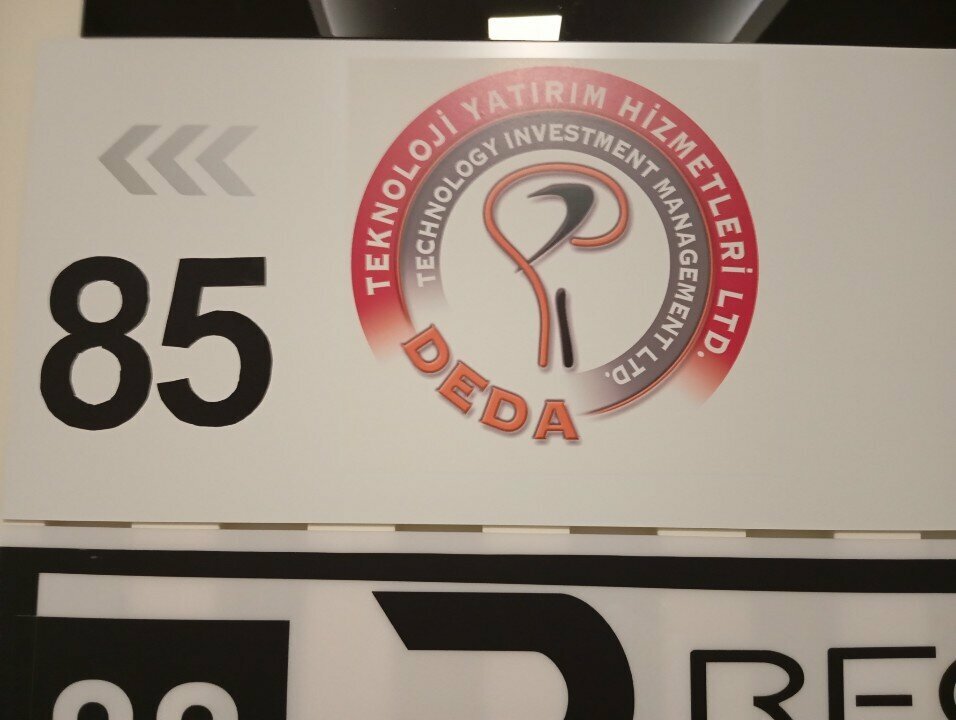 85
TEKNOLOJİ YATIRIM HİZMETLERİ LTD.
TECHNOLOGY INVESTMENT MANAGEMENT LTD.
DEDA